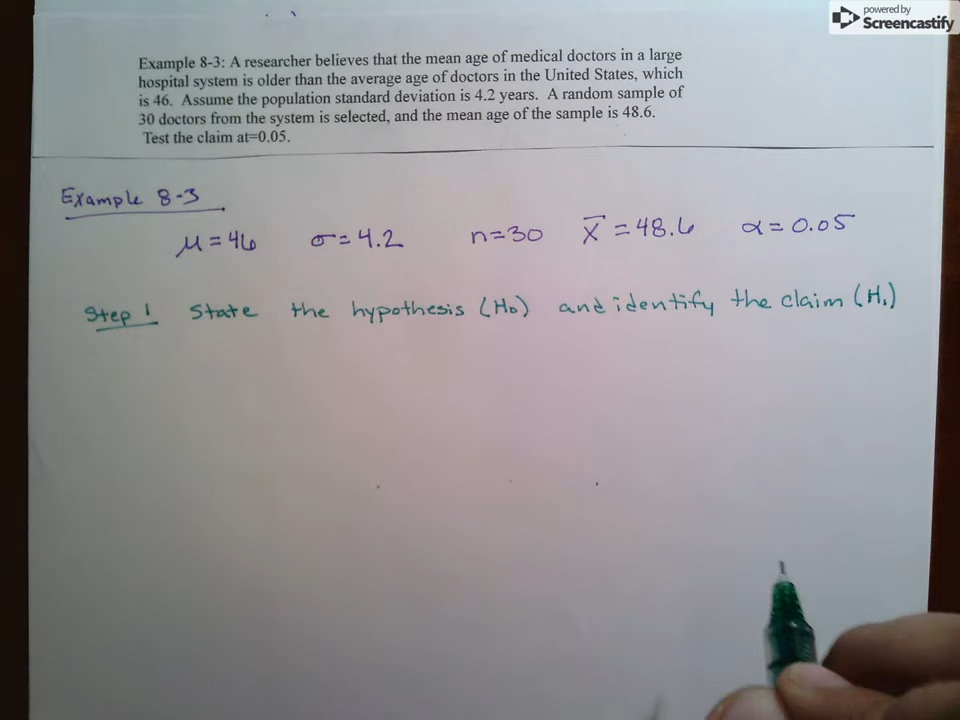 powered by
Screencastify
Example 8-3: A researcher believes that the mean age of medical doctors in a large
hospital system is older than the average age of doctors in the United States, which
is 46. Assume the population standard deviation is 4.2 years. A random sample of
30 doctors from the system is selected, and the mean age of the sample is 48.6.
Test the claim at=0.05.
Example 8-3
μ = 46 σ = 4.2 n = 30 x̅ = 48.6 α = 0.05
Step 1 State the hypothesis (H₀) and identify the claim (H₁)